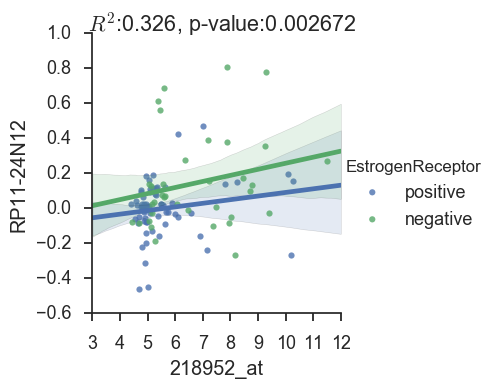 R²:0.326, p-value:0.002672
1.0
0.8
0.6
0.4
0.2
0.0
−0.2
−0.4
−0.6
RP11-24N12
3 4 5 6 7 8 9 10 11 12
218952_at
EstrogenReceptor
positive
negative